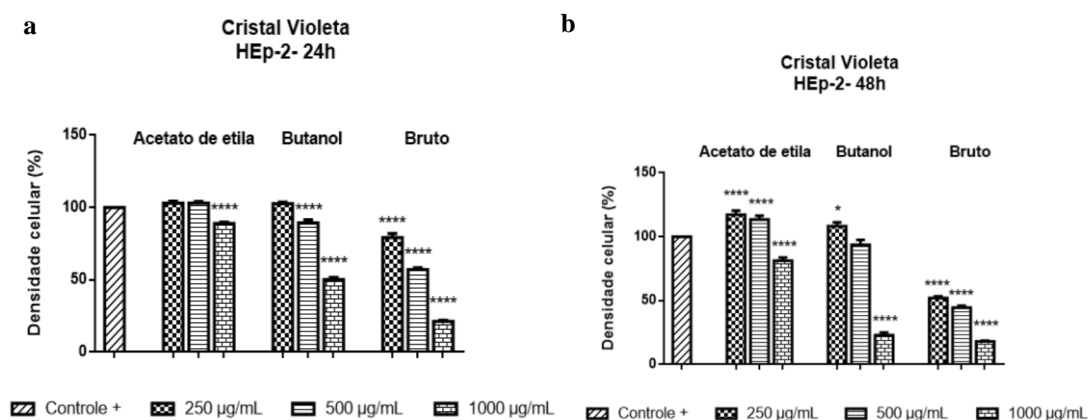 a
Cristal Violeta
HEp-2- 24h
Acetato de etila Butanol Bruto
Densidade celular (%)
150
100
50
0
****
****
****
****
****
****
Controle + 250 µg/mL 500 µg/mL 1000 µg/mL
b
Cristal Violeta
HEp-2- 48h
Acetato de etila Butanol Bruto
Densidade celular (%)
150
100
50
0
****
****
****
*
****
****
****
****
Controle + 250 µg/mL 500 µg/mL 1000 µg/mL